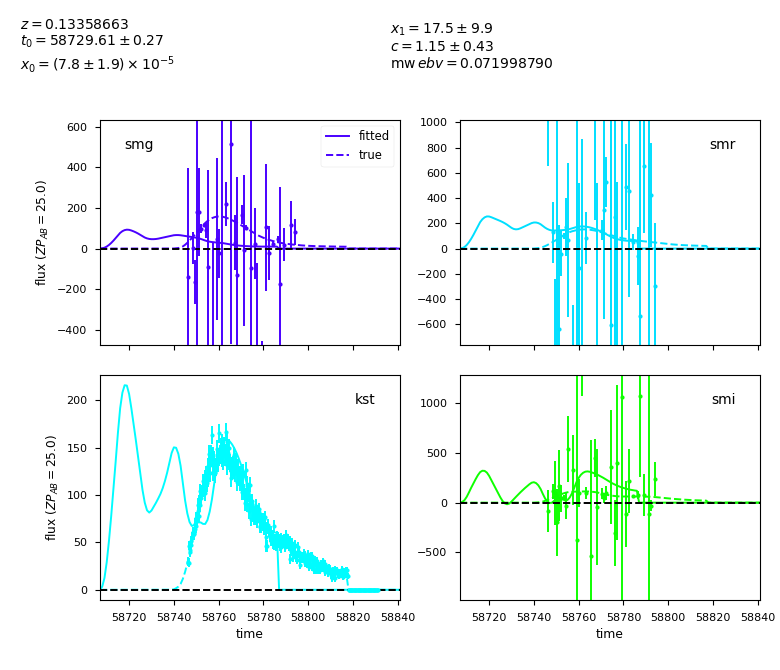 z = 0.13358663
t0 = 58729.61 ± 0.27
x0 = (7.8 ± 1.9) × 10^-5
x1 = 17.5 ± 9.9
c = 1.15 ± 0.43
mw ebv = 0.071998790
smg
fitted
true
600
400
200
0
−200
−400
flux (ZP_AB = 25.0)
smr
1000
800
600
400
200
0
−200
−400
−600
kst
200
150
100
50
0
flux (ZP_AB = 25.0)
58720 58740 58760 58780 58800 58820 58840
time
smi
1000
500
0
−500
58720 58740 58760 58780 58800 58820 58840
time